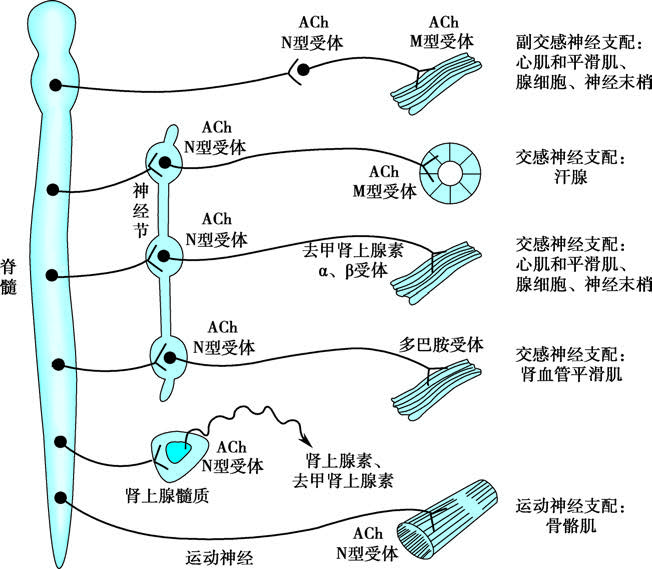 ACh
N型受体
ACh
M型受体
副交感神经支配：
心肌和平滑肌、
腺细胞、神经末梢
ACh
N型受体
ACh
M型受体
交感神经支配：
汗腺
神经节
ACh
N型受体
去甲肾上腺素
α、β受体
交感神经支配：
心肌和平滑肌、
腺细胞、神经末梢
脊髓
ACh
N型受体
多巴胺受体
交感神经支配：
肾血管平滑肌
ACh
N型受体
肾上腺髓质
肾上腺素、
去甲肾上腺素
运动神经
ACh
N型受体
运动神经支配：
骨骼肌